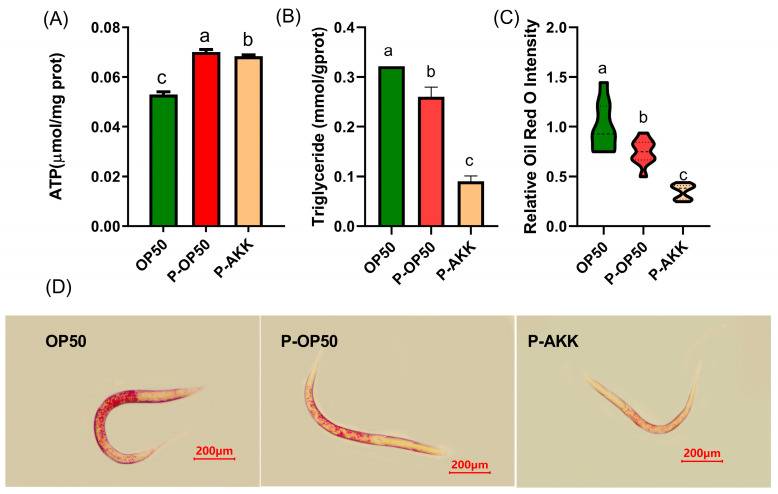 (A)
ATP(μmol/mg prot)
0.08
0.06
0.04
0.02
0.00
c
a
b
OP50
P-OP50
P-AKK
(B)
Triglyceride (mmol/gprot)
0.4
0.3
0.2
0.1
0.0
a
b
c
OP50
P-OP50
P-AKK
(C)
Relative Oil Red O Intensity
2.0
1.5
1.0
0.5
0.0
a
b
c
OP50
P-OP50
P-AKK
(D)
OP50
200μm
P-OP50
200μm
P-AKK
200μm